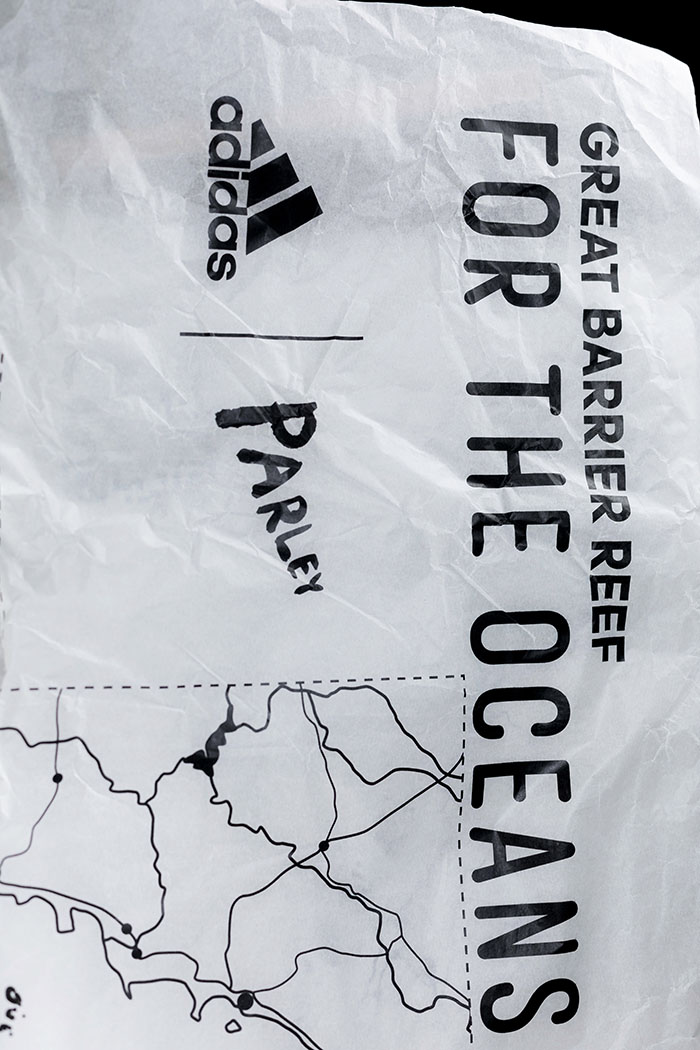 GREAT BARRIER REEF
FOR THE OCEANS
adidas
PARLEY